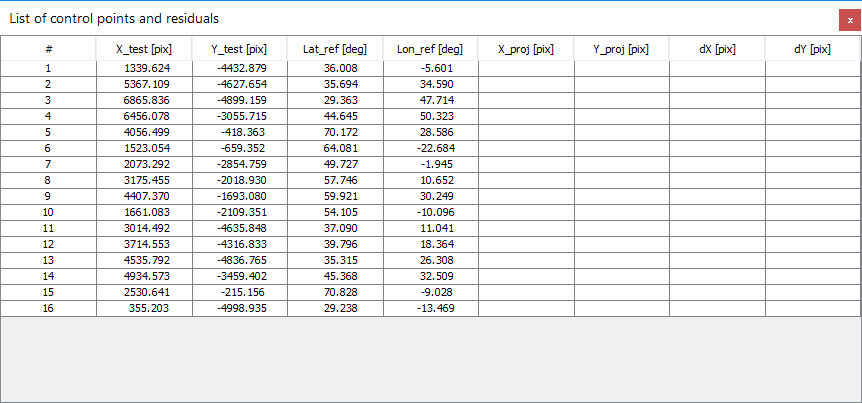 List of control points and residuals x
# X_test [pix] Y_test [pix] Lat_ref [deg] Lon_ref [deg] X_proj [pix] Y_proj [pix] dX [pix] dY [pix]
1 1339.624 -4432.879 36.008 -5.601
2 5367.109 -4627.654 35.694 34.590
3 6865.836 -4899.159 29.363 47.714
4 6456.078 -3055.715 44.645 50.323
5 4056.499 -418.363 70.172 28.586
6 1523.054 -659.352 64.081 -22.684
7 2073.292 -2854.759 49.727 -1.945
8 3175.455 -2018.930 57.746 10.652
9 4407.370 -1693.080 59.921 30.249
10 1661.083 -2109.351 54.105 -10.096
11 3014.492 -4635.848 37.090 11.041
12 3714.553 -4316.833 39.796 18.364
13 4535.792 -4836.765 35.315 26.308
14 4934.573 -3459.402 45.368 32.509
15 2530.641 -215.156 70.828 -9.028
16 355.203 -4998.935 29.238 -13.469